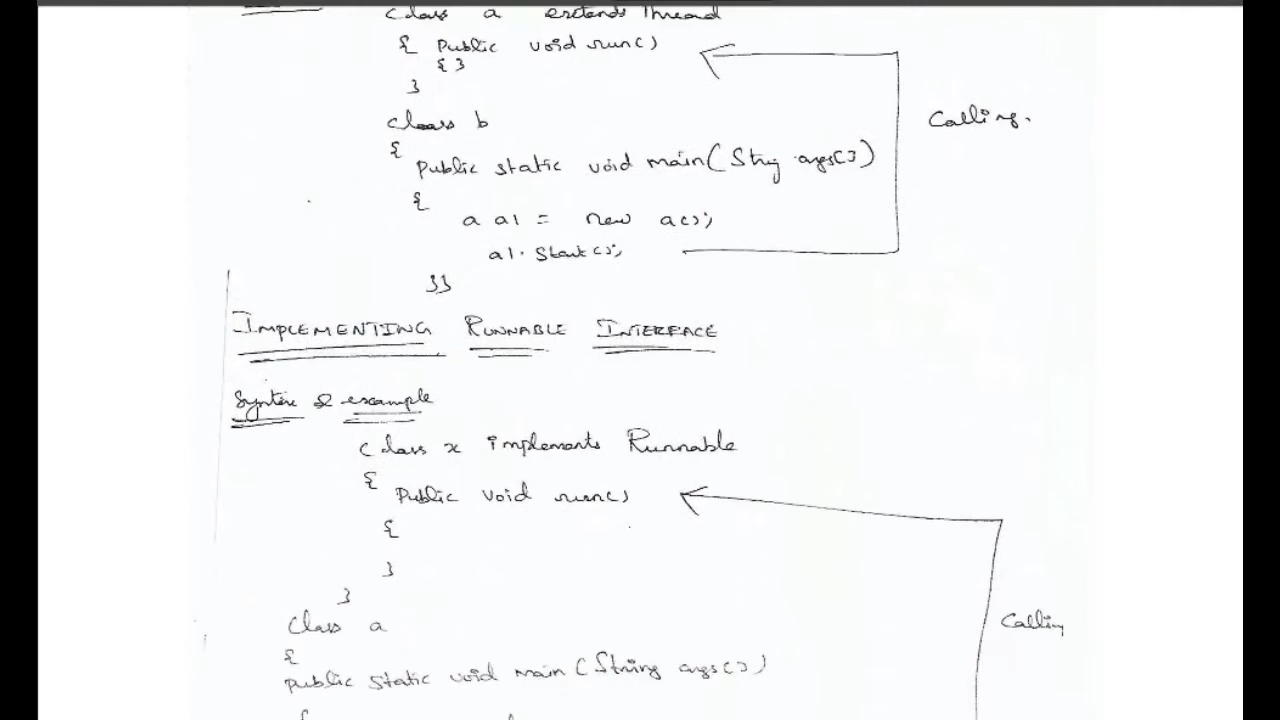 class a extends Thread
{ Public void run()
{ }
}
class b
{
Calling.
public static void main(String args[])
{
a a1 = new a();
a1.start();
}}
IMPLEMENTING RUNNABLE INTERFACE
Syntax & example
class x implements Runnable
{
Public void run()
{
}
}
Class a
Calling
{
public static void main (String args[])
{